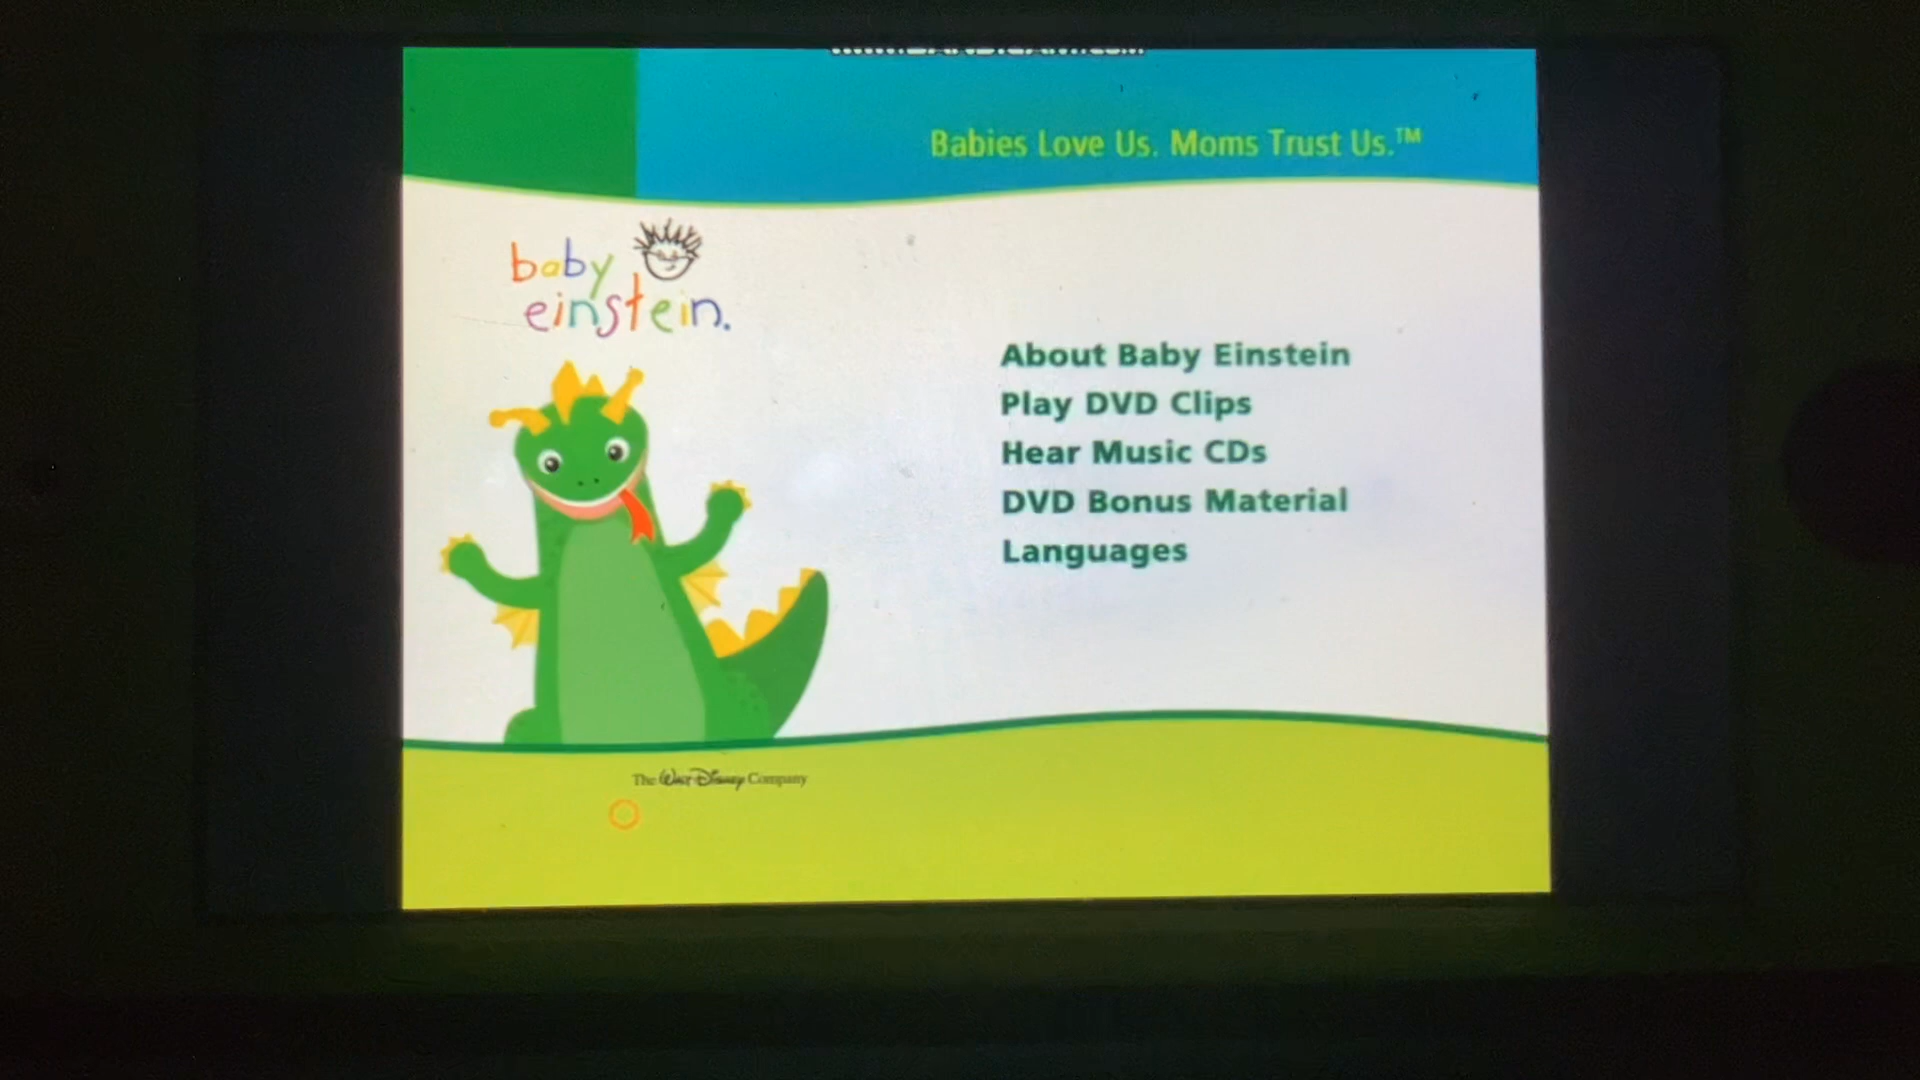 Babies Love Us. Moms Trust Us.™
baby
einstein.
About Baby Einstein
Play DVD Clips
Hear Music CDs
DVD Bonus Material
Languages
The Walt Disney Company